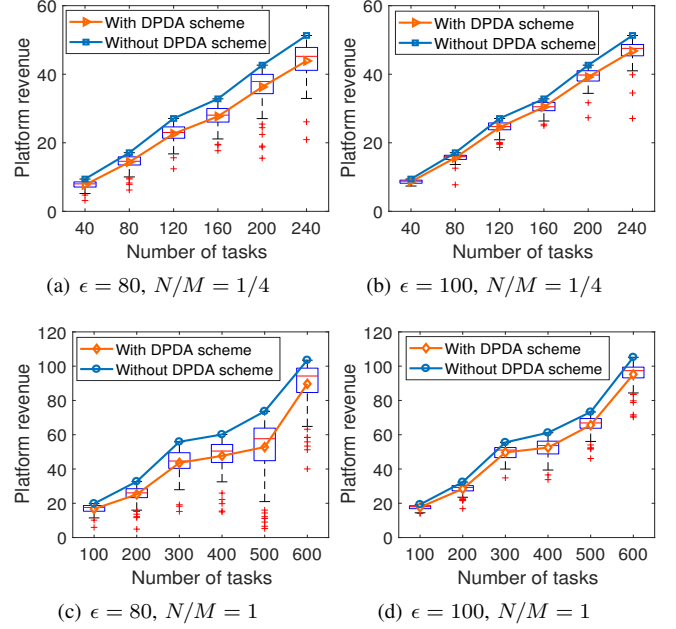 With DPDA scheme
Without DPDA scheme
Platform revenue
60
40
20
0
40 80 120 160 200 240
Number of tasks
(a) ϵ = 80, N/M = 1/4
With DPDA scheme
Without DPDA scheme
Platform revenue
60
40
20
0
40 80 120 160 200 240
Number of tasks
(b) ϵ = 100, N/M = 1/4
With DPDA scheme
Without DPDA scheme
Platform revenue
120
100
80
60
40
20
0
100 200 300 400 500 600
Number of tasks
(c) ϵ = 80, N/M = 1
With DPDA scheme
Without DPDA scheme
Platform revenue
120
100
80
60
40
20
0
100 200 300 400 500 600
Number of tasks
(d) ϵ = 100, N/M = 1